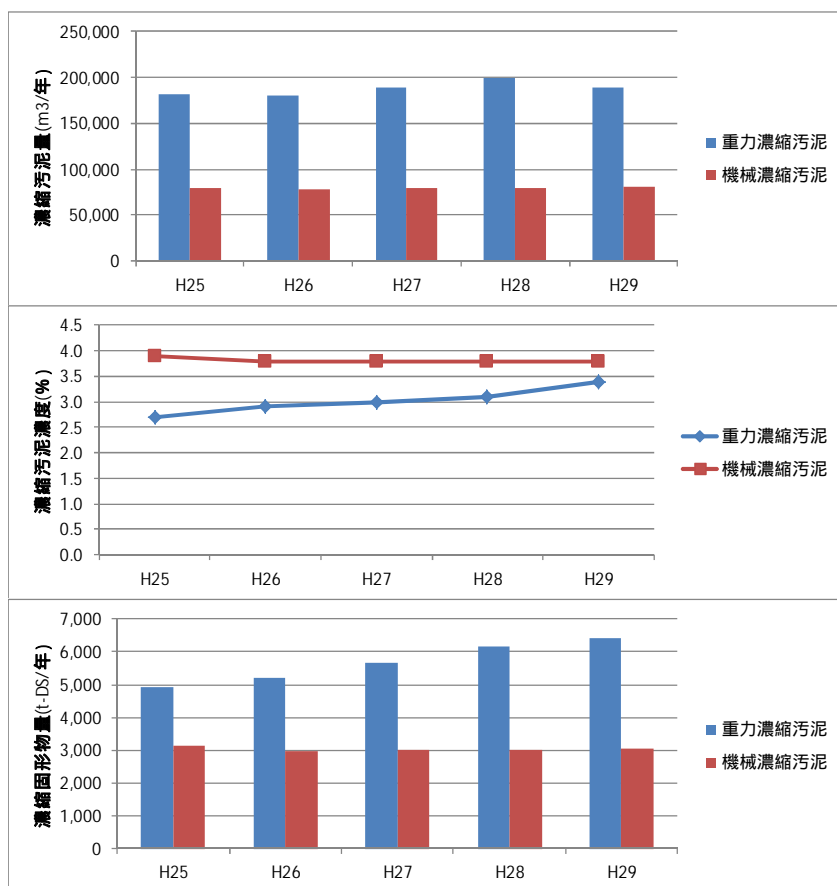 濃縮汚泥量(m3/年)
250,000
200,000
150,000
100,000
50,000
0
H25 H26 H27 H28 H29
重力濃縮汚泥
機械濃縮汚泥
濃縮汚泥濃度(%)
4.5
4.0
3.5
3.0
2.5
2.0
1.5
1.0
0.5
0.0
H25 H26 H27 H28 H29
重力濃縮汚泥
機械濃縮汚泥
濃縮固形物量(t-DS/年)
7,000
6,000
5,000
4,000
3,000
2,000
1,000
0
H25 H26 H27 H28 H29
重力濃縮汚泥
機械濃縮汚泥